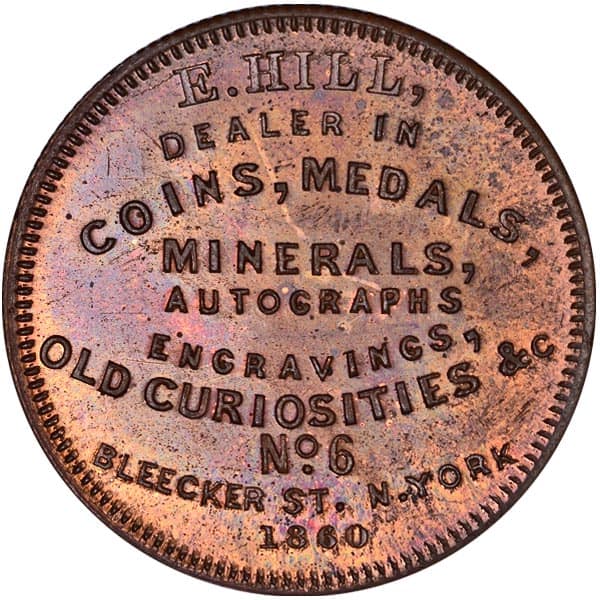 E. HILL,
DEALER IN
COINS, MEDALS,
MINERALS,
AUTOGRAPHS
ENGRAVINGS,
OLD CURIOSITIES &c
No. 6
BLEECKER ST. N. YORK
1860